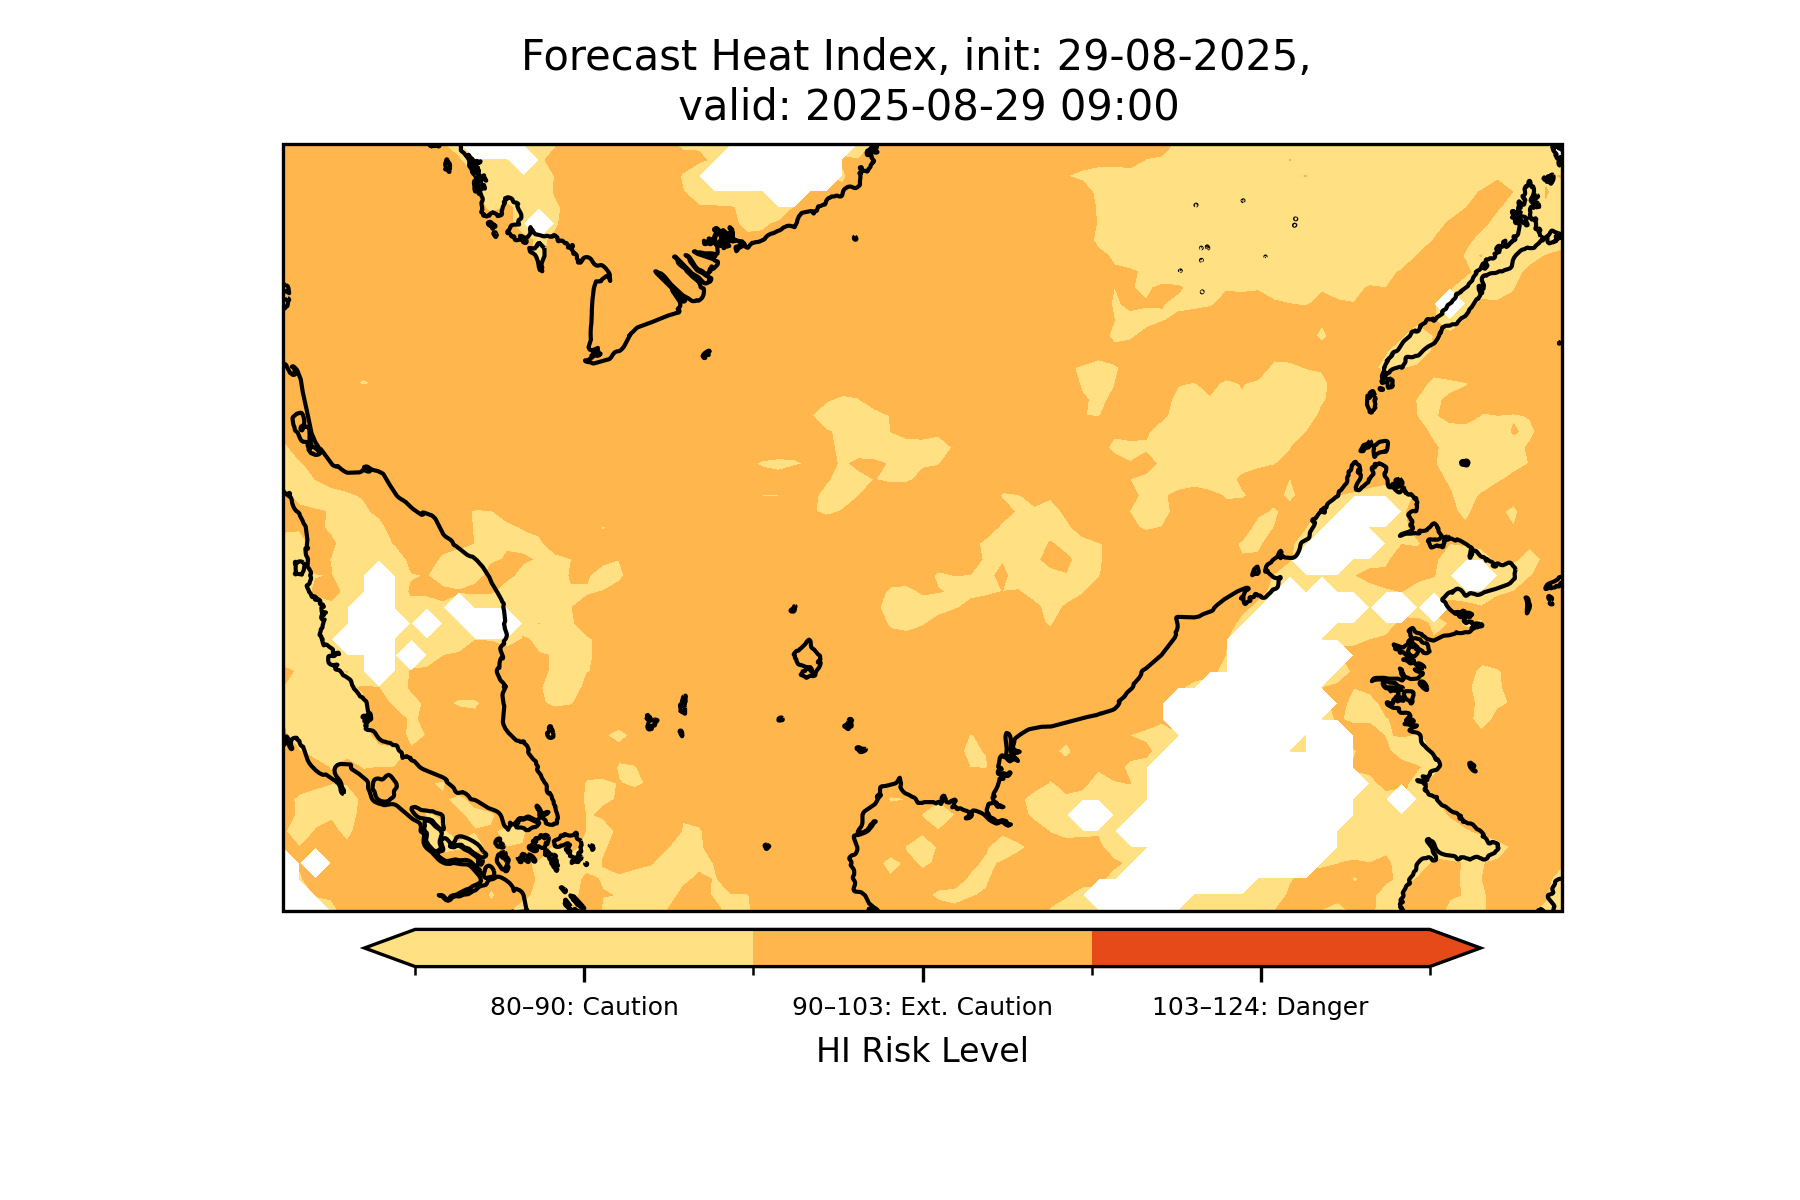 Forecast Heat Index, init: 29-08-2025,
valid: 2025-08-29 09:00
80–90: Caution
90–103: Ext. Caution
103–124: Danger
HI Risk Level